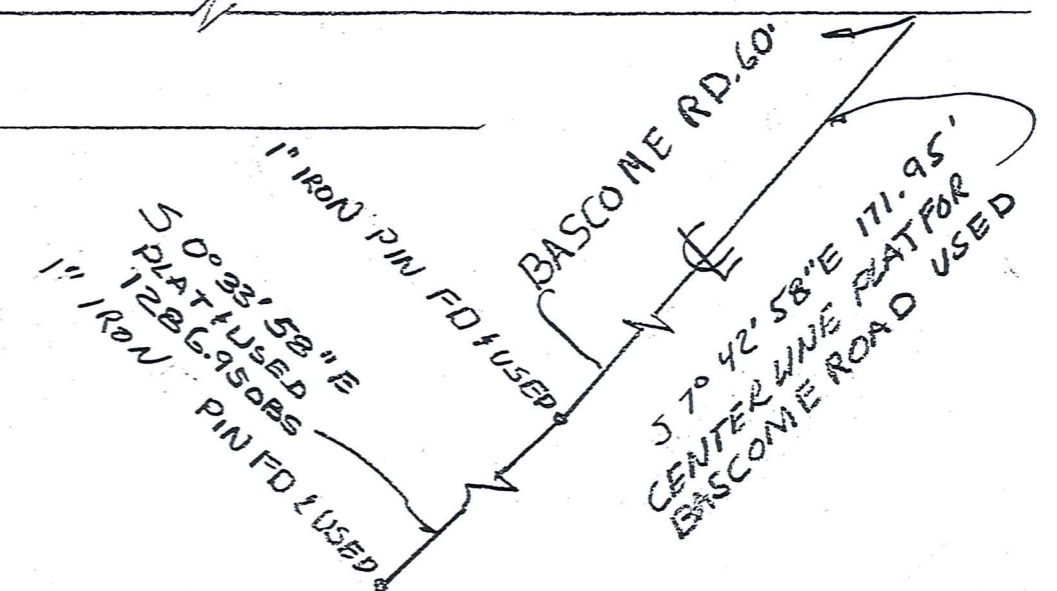 BASCOME RD. 60'
1" IRON PIN FD & USED
S 0° 33' 58" E
PLAT & USED
1286.95 OBS
1" IRON PIN FD & USED
℄
S 7° 42' 58" E 171.95'
CENTER LINE PLAT FOR
BASCOME ROAD USED